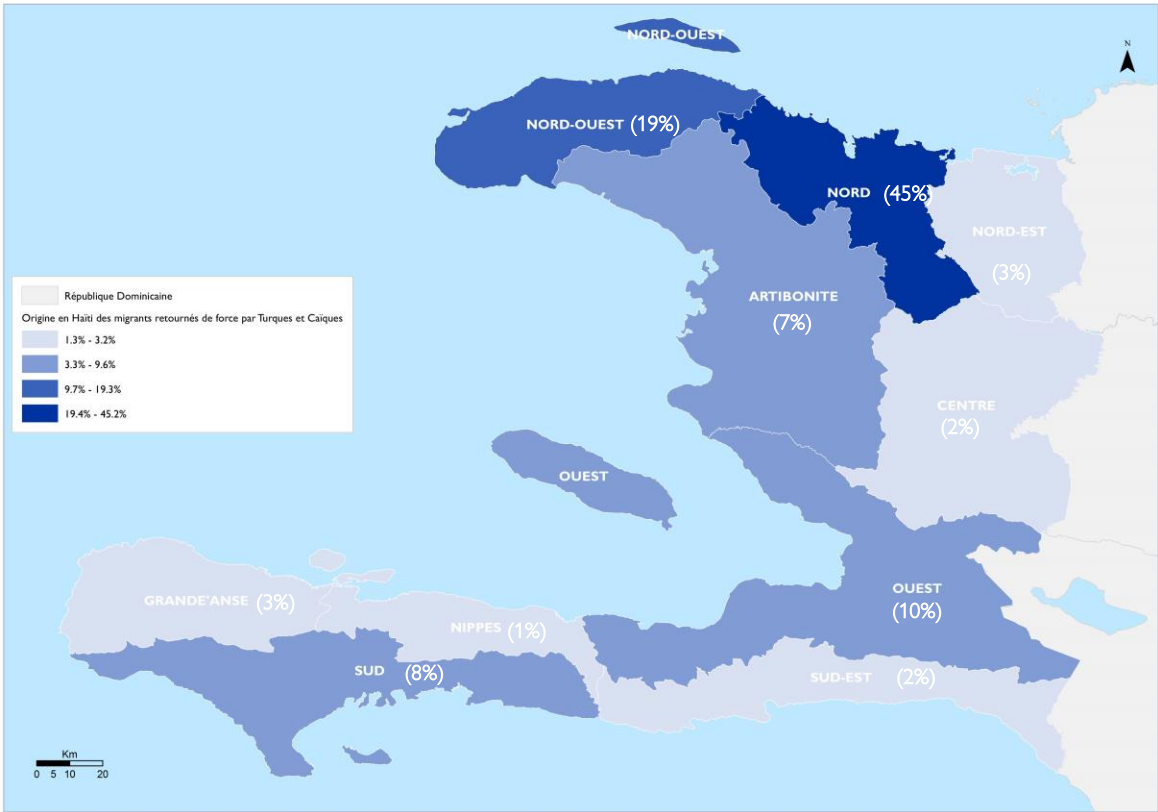 NORD-OUEST
N
NORD-OUEST (19%)
NORD (45%)
NORD-EST
(3%)
ARTIBONITE
(7%)
République Dominicaine
Origine en Haïti des migrants retournés de force par Turques et Caïques
1.3% - 3.2%
3.3% - 9.6%
9.7% - 19.3%
19.4% - 45.2%
CENTRE
(2%)
OUEST
OUEST
(10%)
GRANDE'ANSE (3%)
NIPPES (1%)
SUD (8%)
SUD-EST (2%)
Km
0 5 10 20